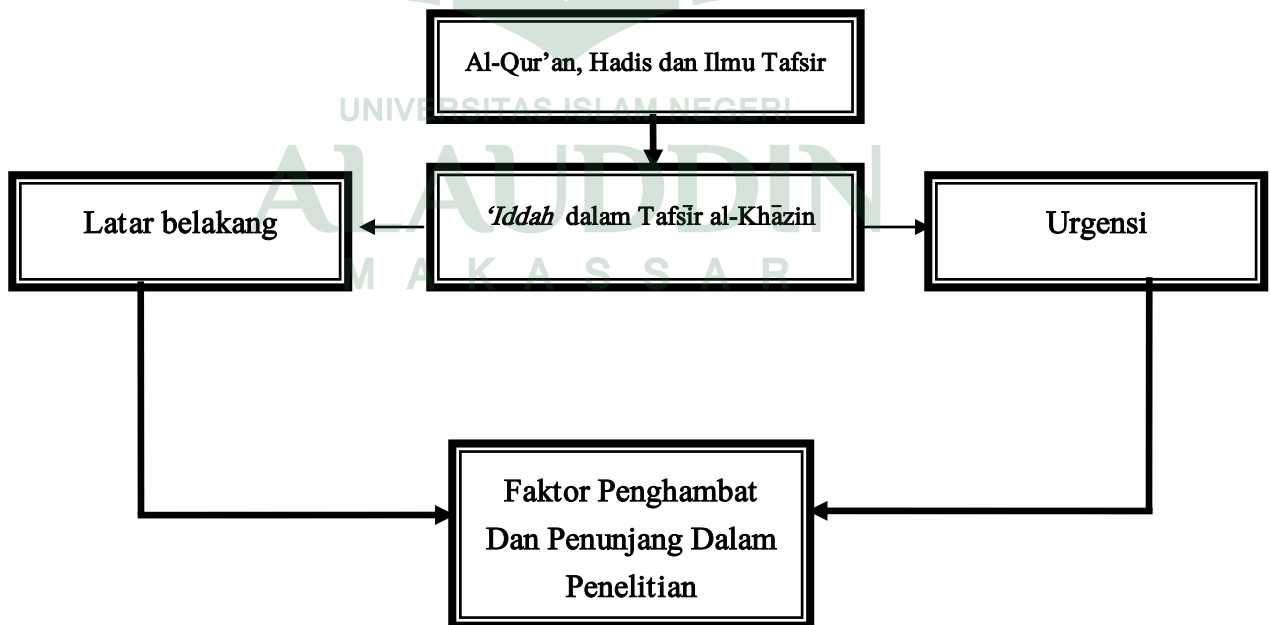 Al-Qur’an, Hadis dan Ilmu Tafsir
UNIVERSITAS ISLAM NEGERI
ALAUDDIN
MAKASSAR
Latar belakang
‘Iddah dalam Tafsīr al-Khāzin
Urgensi
Faktor Penghambat
Dan Penunjang Dalam
Penelitian